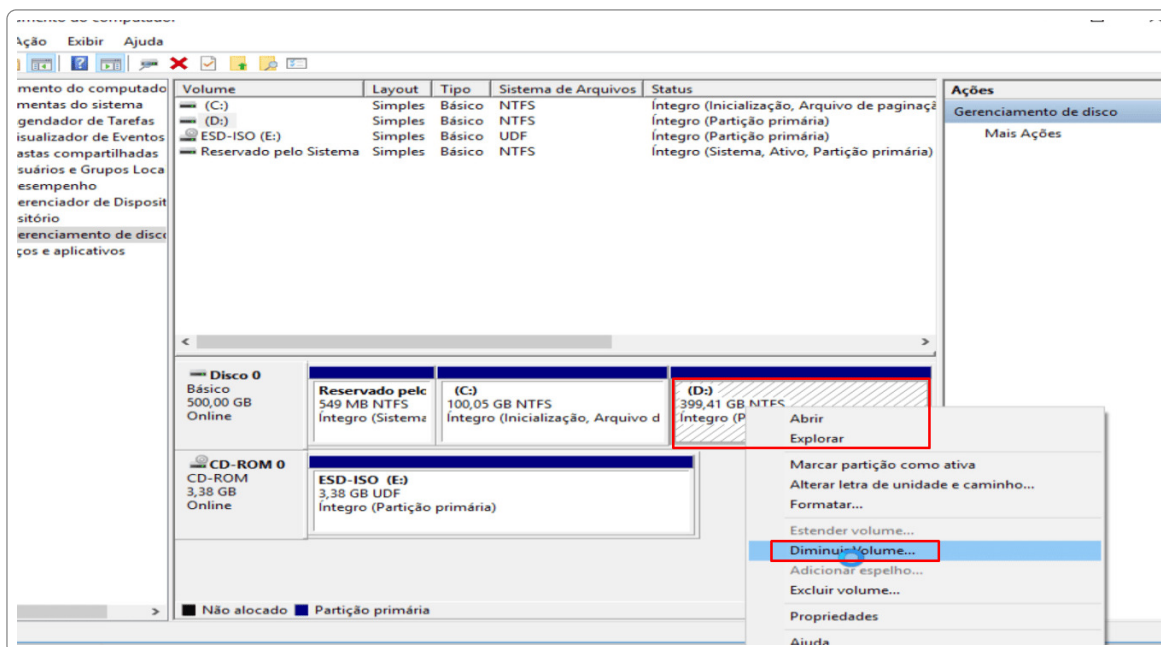 Ação Exibir Ajuda
mento do computado
mentas do sistema
gendador de Tarefas
isualizador de Eventos
astas compartilhadas
suários e Grupos Loca
esempenho
erenciador de Disposit
sitório
erenciamento de disco
ços e aplicativos
Volume Layout Tipo Sistema de Arquivos Status
(C:) Simples Básico NTFS Íntegro (Inicialização, Arquivo de paginaçã
(D:) Simples Básico NTFS Íntegro (Partição primária)
ESD-ISO (E:) Simples Básico UDF Íntegro (Partição primária)
Reservado pelo Sistema Simples Básico NTFS Íntegro (Sistema, Ativo, Partição primária)
Ações
Gerenciamento de disco
Mais Ações
Disco 0
Básico
500,00 GB
Online
Reservado pelc
549 MB NTFS
Íntegro (Sistema
(C:)
100,05 GB NTFS
Íntegro (Inicialização, Arquivo d
(D:)
399,41 GB NTFS
Íntegro (P
CD-ROM 0
CD-ROM
3,38 GB
Online
ESD-ISO (E:)
3,38 GB UDF
Íntegro (Partição primária)
Abrir
Explorar
Marcar partição como ativa
Alterar letra de unidade e caminho...
Formatar...
Estender volume...
Diminuir Volume...
Adicionar espelho...
Excluir volume...
Propriedades
Ajuda
Não alocado Partição primária